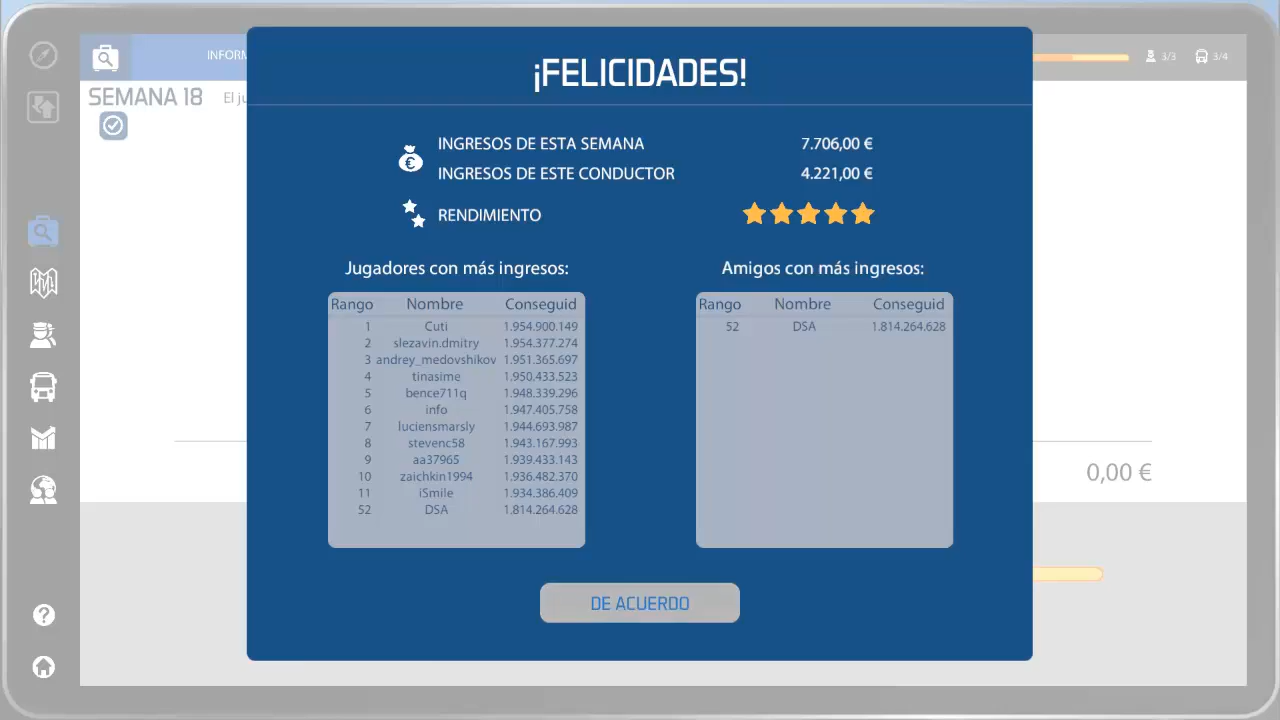 INFORM
3/3
3/4
SEMANA 18
El ju
¡FELICIDADES!
INGRESOS DE ESTA SEMANA 7.706,00 €
INGRESOS DE ESTE CONDUCTOR 4.221,00 €
RENDIMIENTO
Jugadores con más ingresos:
Rango Nombre Conseguid
1 Cuti 1.954.900.149
2 slezavin.dmitry 1.954.377.274
3 andrey_medovshikov 1.951.365.697
4 tinasime 1.950.433.523
5 bence711q 1.948.339.296
6 info 1.947.405.758
7 luciensmarsly 1.944.693.987
8 stevenc58 1.943.167.993
9 aa37965 1.939.433.143
10 zaichkin1994 1.936.482.370
11 iSmile 1.934.386.409
52 DSA 1.814.264.628
Amigos con más ingresos:
Rango Nombre Conseguid
52 DSA 1.814.264.628
0,00 €
DE ACUERDO